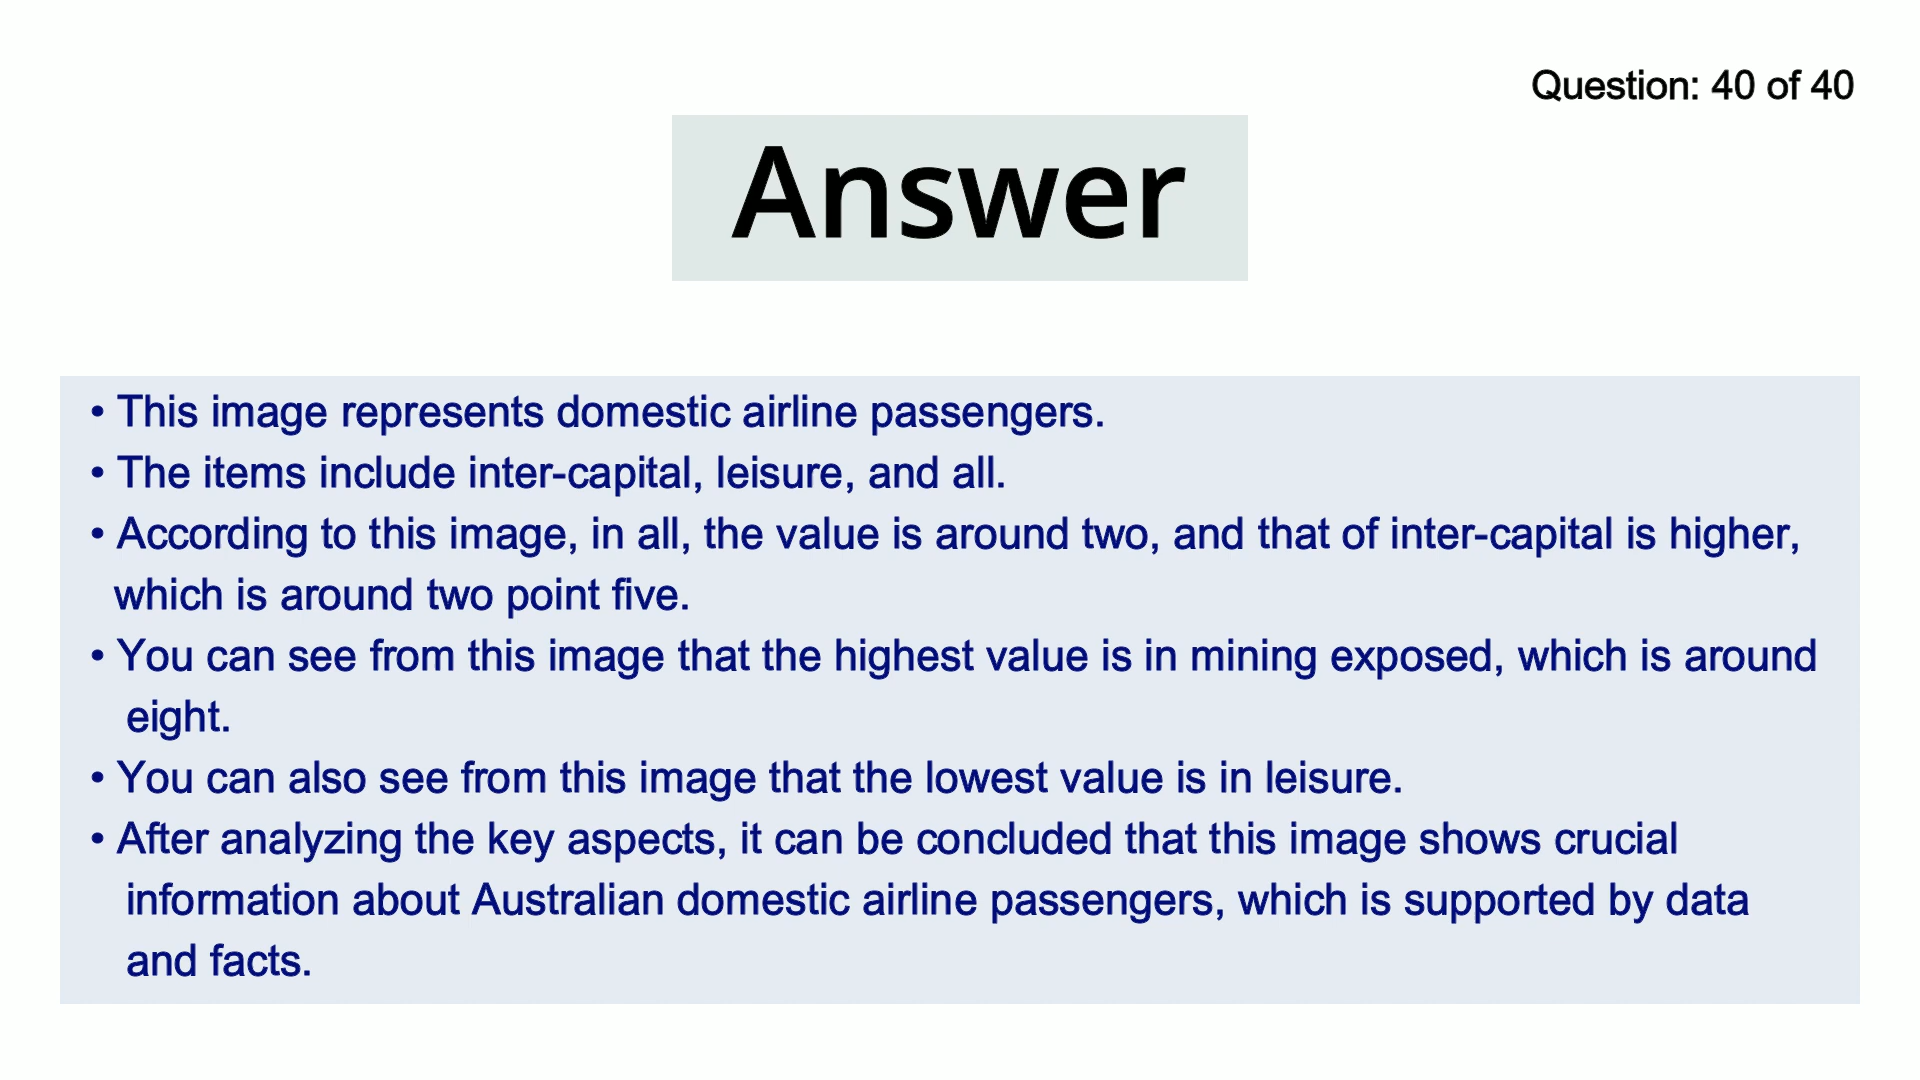 Question: 40 of 40
Answer
• This image represents domestic airline passengers.
• The items include inter-capital, leisure, and all.
• According to this image, in all, the value is around two, and that of inter-capital is higher,
which is around two point five.
• You can see from this image that the highest value is in mining exposed, which is around
eight.
• You can also see from this image that the lowest value is in leisure.
• After analyzing the key aspects, it can be concluded that this image shows crucial
information about Australian domestic airline passengers, which is supported by data
and facts.